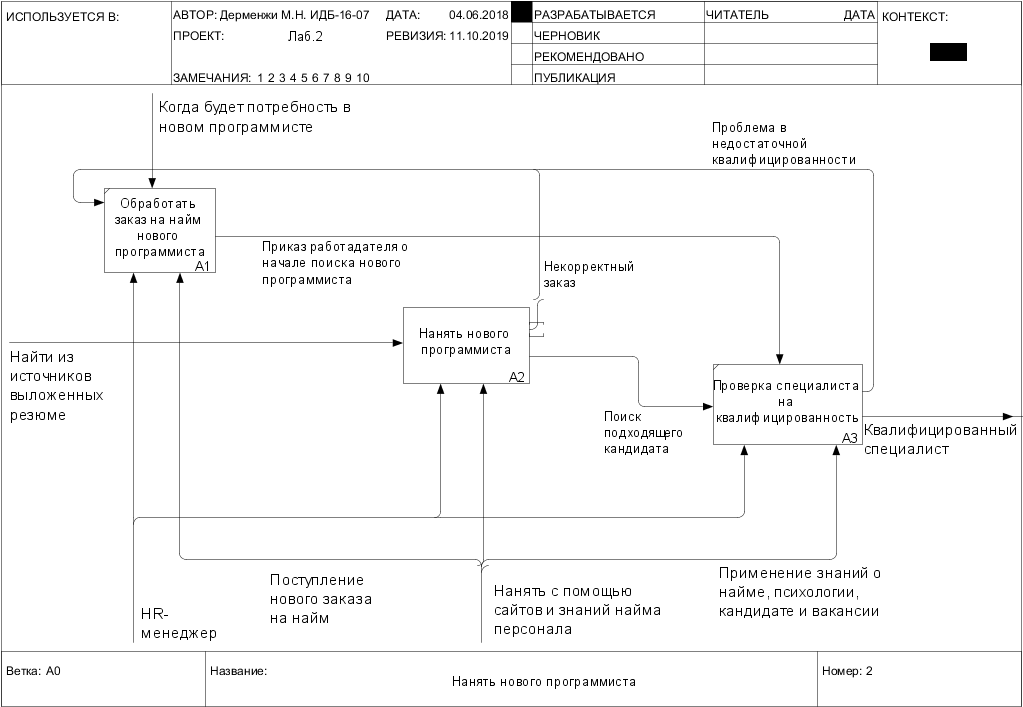 ИСПОЛЬЗУЕТСЯ В:
АВТОР: Дерменжи М.Н. ИДБ-16-07
ДАТА: 04.06.2018
РАЗРАБАТЫВАЕТСЯ
ЧИТАТЕЛЬ
ДАТА
КОНТЕКСТ:
ПРОЕКТ: Лаб.2
РЕВИЗИЯ: 11.10.2019
ЧЕРНОВИК
РЕКОМЕНДОВАНО
ЗАМЕЧАНИЯ: 1 2 3 4 5 6 7 8 9 10
ПУБЛИКАЦИЯ
Когда будет потребность в
новом программисте
Проблема в
недостаточной
квалифицированности
Обработать
заказ на найм
нового
программиста
A1
Приказ работадателя о
начале поиска нового
программиста
Некорректный
заказ
Нанять нового
программиста
A2
Найти из
источников
выложенных
резюме
Проверка специалиста
на
квалифицированность
A3
Поиск
подходящего
кандидата
Квалифицированный
специалист
Поступление
нового заказа
на найм
HR-
менеджер
Нанять с помощью
сайтов и знаний найма
персонала
Применение знаний о
найме, психологии,
кандидате и вакансии
Ветка: A0
Название:
Нанять нового программиста
Номер: 2